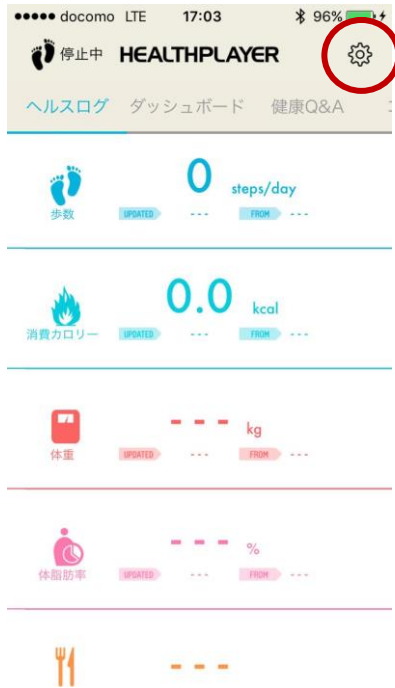 docomo LTE 17:03 96%
停止中 HEALTHPLAYER
ヘルスログ ダッシュボード 健康Q&A
0 steps/day
歩数 UPDATED --- FROM ---
0.0 kcal
消費カロリー UPDATED --- FROM ---
--- kg
体重 UPDATED --- FROM ---
--- %
体脂肪率 UPDATED --- FROM ---
---